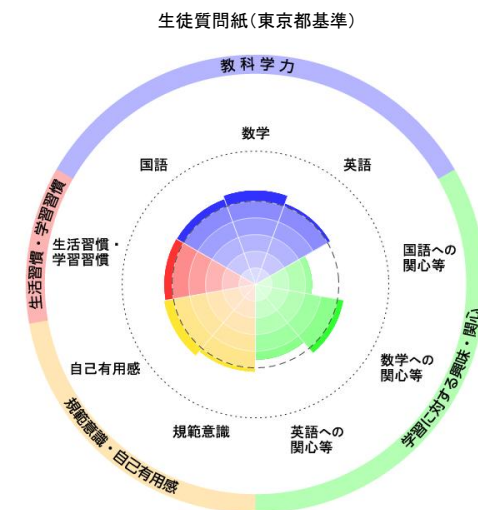 生徒質問紙（東京都基準）
教科学力
数学
国語
英語
生活習慣・学習習慣
生活習慣・
学習習慣
国語への
関心等
自己有用感
数学への
関心等
学習に対する興味・関心
規範意識
英語への
関心等
規範意識・自己有用感